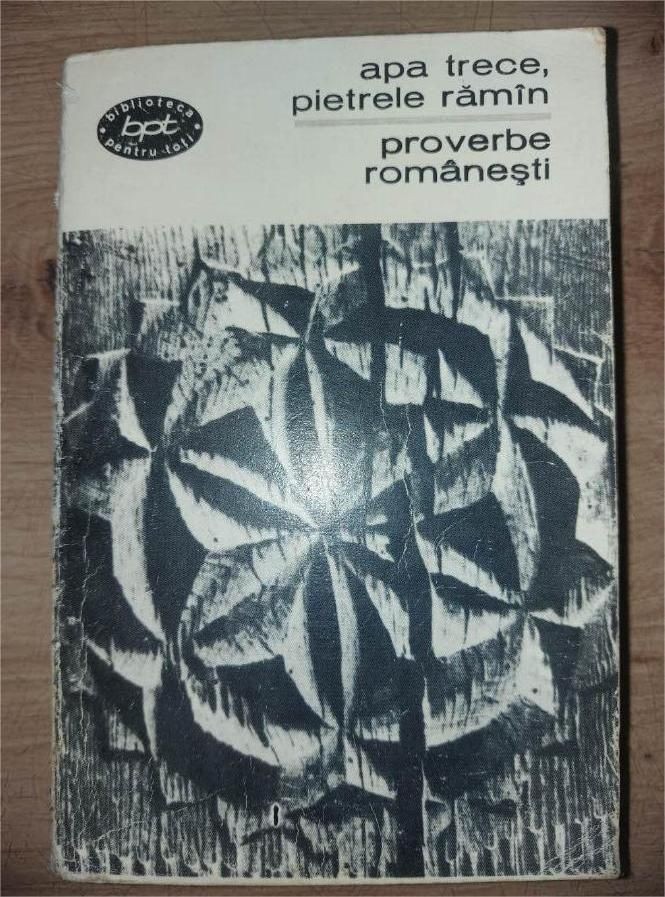 biblioteca
bpt
pentru toți
apa trece,
pietrele rămîn
proverbe
românești